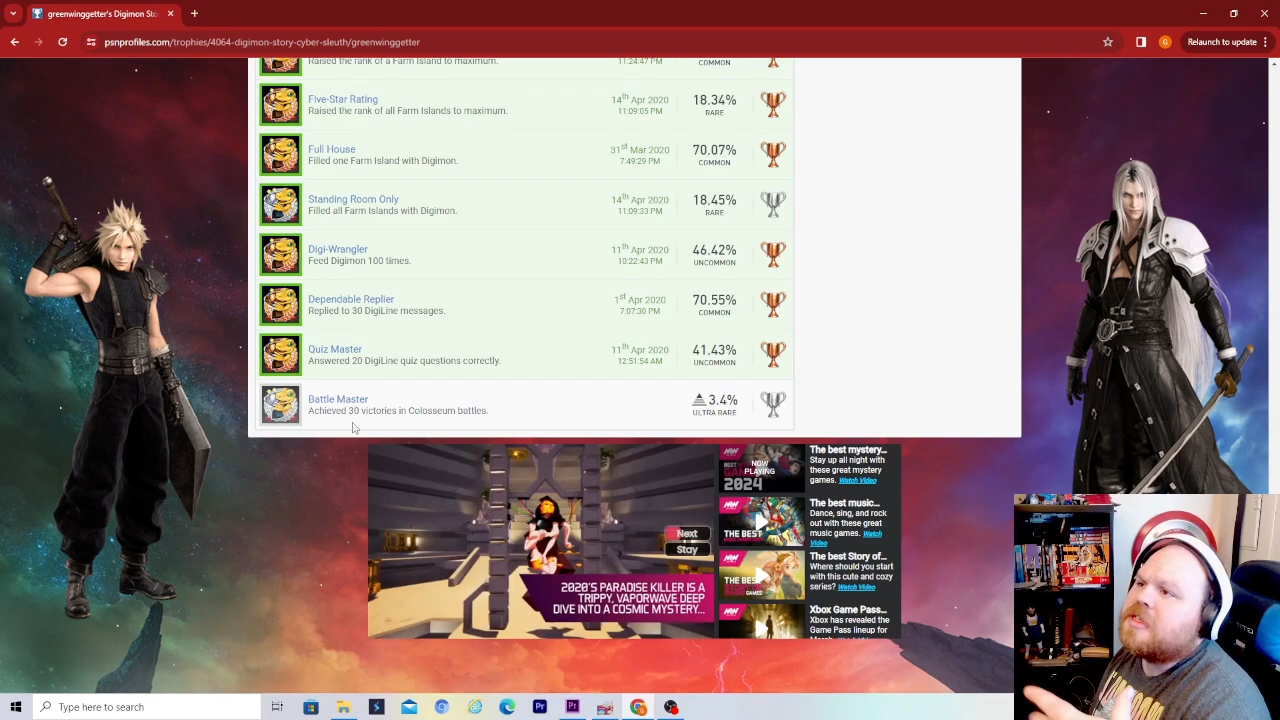 greenwinggetter's Digimon Sto
psnprofiles.com/trophies/4064-digimon-story-cyber-sleuth/greenwinggetter
G
Relaunch to update
Raised the rank of a Farm Island to maximum.
11:24:47 PM
COMMON
Five-Star Rating
Raised the rank of all Farm Islands to maximum.
14th Apr 2020
11:09:05 PM
18.34%
RARE
Full House
Filled one Farm Island with Digimon.
31st Mar 2020
7:49:29 PM
70.07%
COMMON
Standing Room Only
Filled all Farm Islands with Digimon.
14th Apr 2020
11:09:33 PM
18.45%
RARE
Digi-Wrangler
Feed Digimon 100 times.
11th Apr 2020
10:22:43 PM
46.42%
UNCOMMON
Dependable Replier
Replied to 30 DigiLine messages.
1st Apr 2020
7:07:30 PM
70.55%
COMMON
Quiz Master
Answered 20 DigiLine quiz questions correctly.
11th Apr 2020
12:51:54 AM
41.43%
UNCOMMON
Battle Master
Achieved 30 victories in Colosseum battles.
3.4%
ULTRA RARE
2020'S PARADISE KILLER IS A
TRIPPY, VAPORWAVE DEEP
DIVE INTO A COSMIC MYSTERY...
Next
Stay
NOW
PLAYING
2024
The best mystery...
Stay up all night with
these great mystery
games. Watch Video
THE BEST
The best music...
Dance, sing, and rock
out with these great
music games. Watch
Video
THE BES
The best Story of...
Where should you start
with this cute and cozy
series? Watch Video
Xbox Game Pass...
Xbox has revealed the
Game Pass lineup for
Type here to search
Pr
Pr